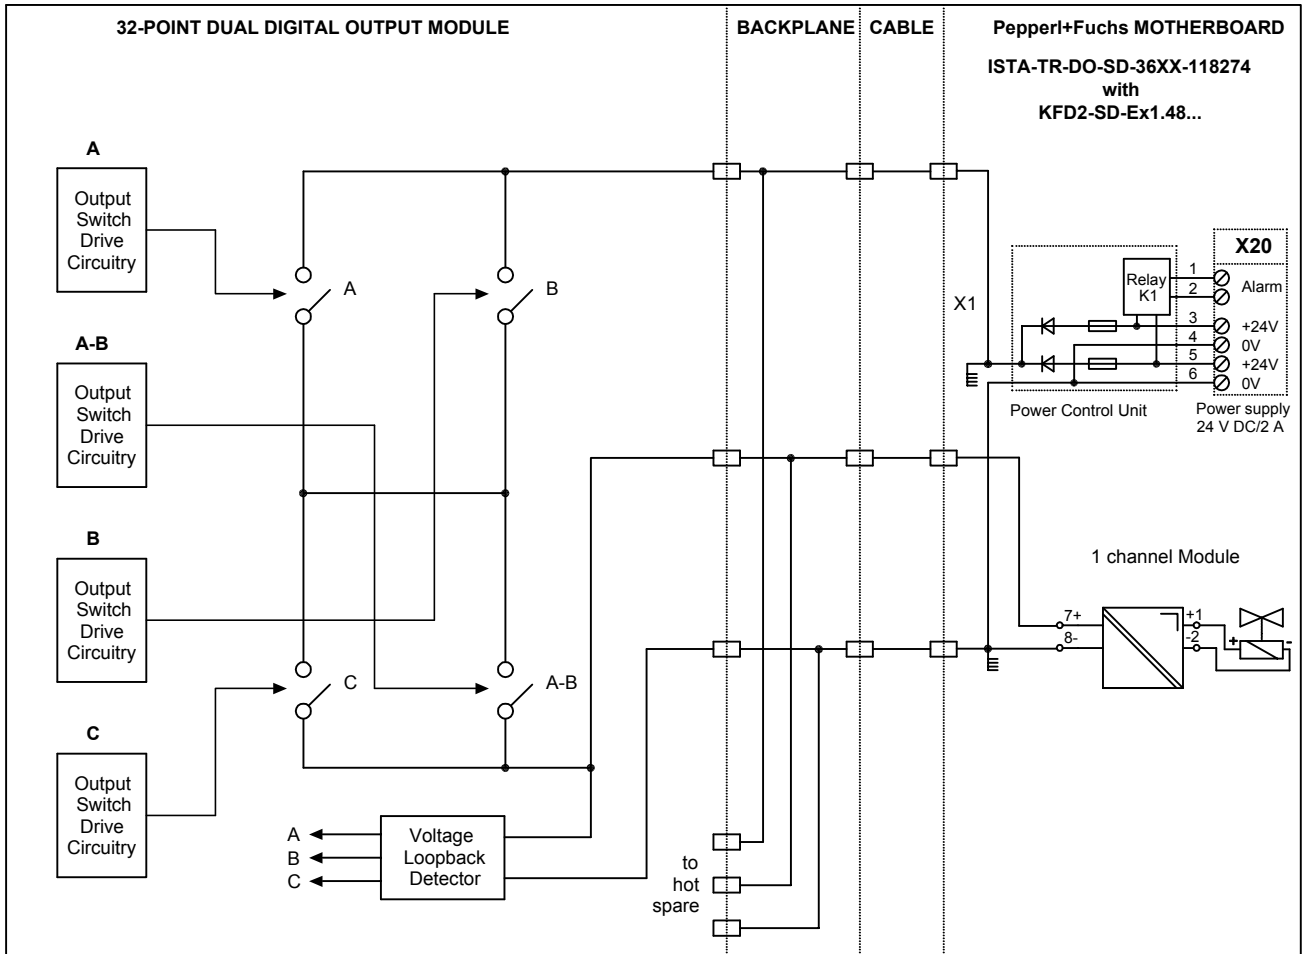 32-POINT DUAL DIGITAL OUTPUT MODULE
BACKPLANE
CABLE
Pepperl+Fuchs MOTHERBOARD
ISTA-TR-DO-SD-36XX-118274
with
KFD2-SD-Ex1.48...
A
Output
Switch
Drive
Circuitry
A-B
Output
Switch
Drive
Circuitry
B
Output
Switch
Drive
Circuitry
C
Output
Switch
Drive
Circuitry
A
B
C
A-B
A
B
C
Voltage
Loopback
Detector
to
hot
spare
X1
Relay
K1
X20
1
2
Alarm
3
+24V
4
0V
5
+24V
6
0V
Power Control Unit
Power supply
24 V DC/2 A
1 channel Module
7+
8-
+1
-2
+
-